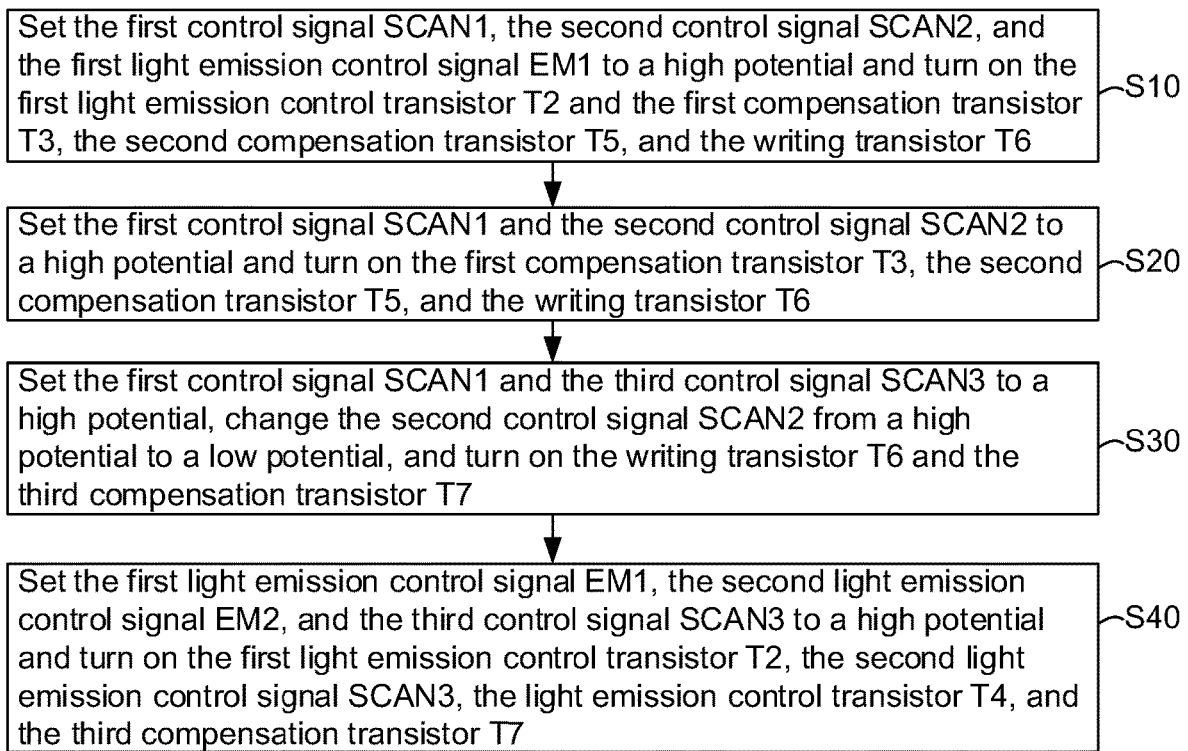 Set the first control signal SCAN1, the second control signal SCAN2, and
the first light emission control signal EM1 to a high potential and turn on the
first light emission control transistor T2 and the first compensation transistor
T3, the second compensation transistor T5, and the writing transistor T6
S10
Set the first control signal SCAN1 and the second control signal SCAN2 to
a high potential and turn on the first compensation transistor T3, the second
compensation transistor T5, and the writing transistor T6
S20
Set the first control signal SCAN1 and the third control signal SCAN3 to a
high potential, change the second control signal SCAN2 from a high
potential to a low potential, and turn on the writing transistor T6 and the
third compensation transistor T7
S30
Set the first light emission control signal EM1, the second light emission
control signal EM2, and the third control signal SCAN3 to a high potential
and turn on the first light emission control transistor T2, the second light
emission control signal SCAN3, the light emission control transistor T4, and
the third compensation transistor T7
S40